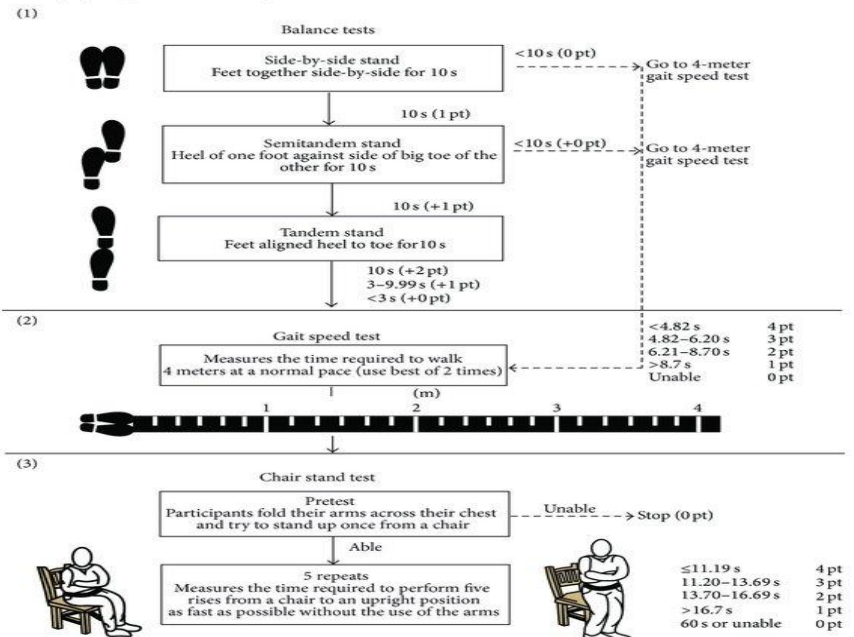 (1)
Balance tests
Side-by-side stand
Feet together side-by-side for 10 s
<10 s (0 pt)
Go to 4-meter
gait speed test
10 s (1 pt)
Semitandem stand
Heel of one foot against side of big toe of the
other for 10 s
<10 s (+0 pt)
Go to 4-meter
gait speed test
10 s (+1 pt)
Tandem stand
Feet aligned heel to toe for10 s
10 s (+2 pt)
3–9.99 s (+1 pt)
<3 s (+0 pt)
(2)
Gait speed test
Measures the time required to walk
4 meters at a normal pace (use best of 2 times)
<4.82 s 4 pt
4.82–6.20 s 3 pt
6.21–8.70 s 2 pt
>8.7 s 1 pt
Unable 0 pt
(m)
1 2 3 4
(3)
Chair stand test
Pretest
Participants fold their arms across their chest
and try to stand up once from a chair
Unable
Stop (0 pt)
Able
5 repeats
Measures the time required to perform five
rises from a chair to an upright position
as fast as possible without the use of the arms
≤11.19 s 4 pt
11.20–13.69 s 3 pt
13.70–16.69 s 2 pt
>16.7 s 1 pt
60 s or unable 0 pt